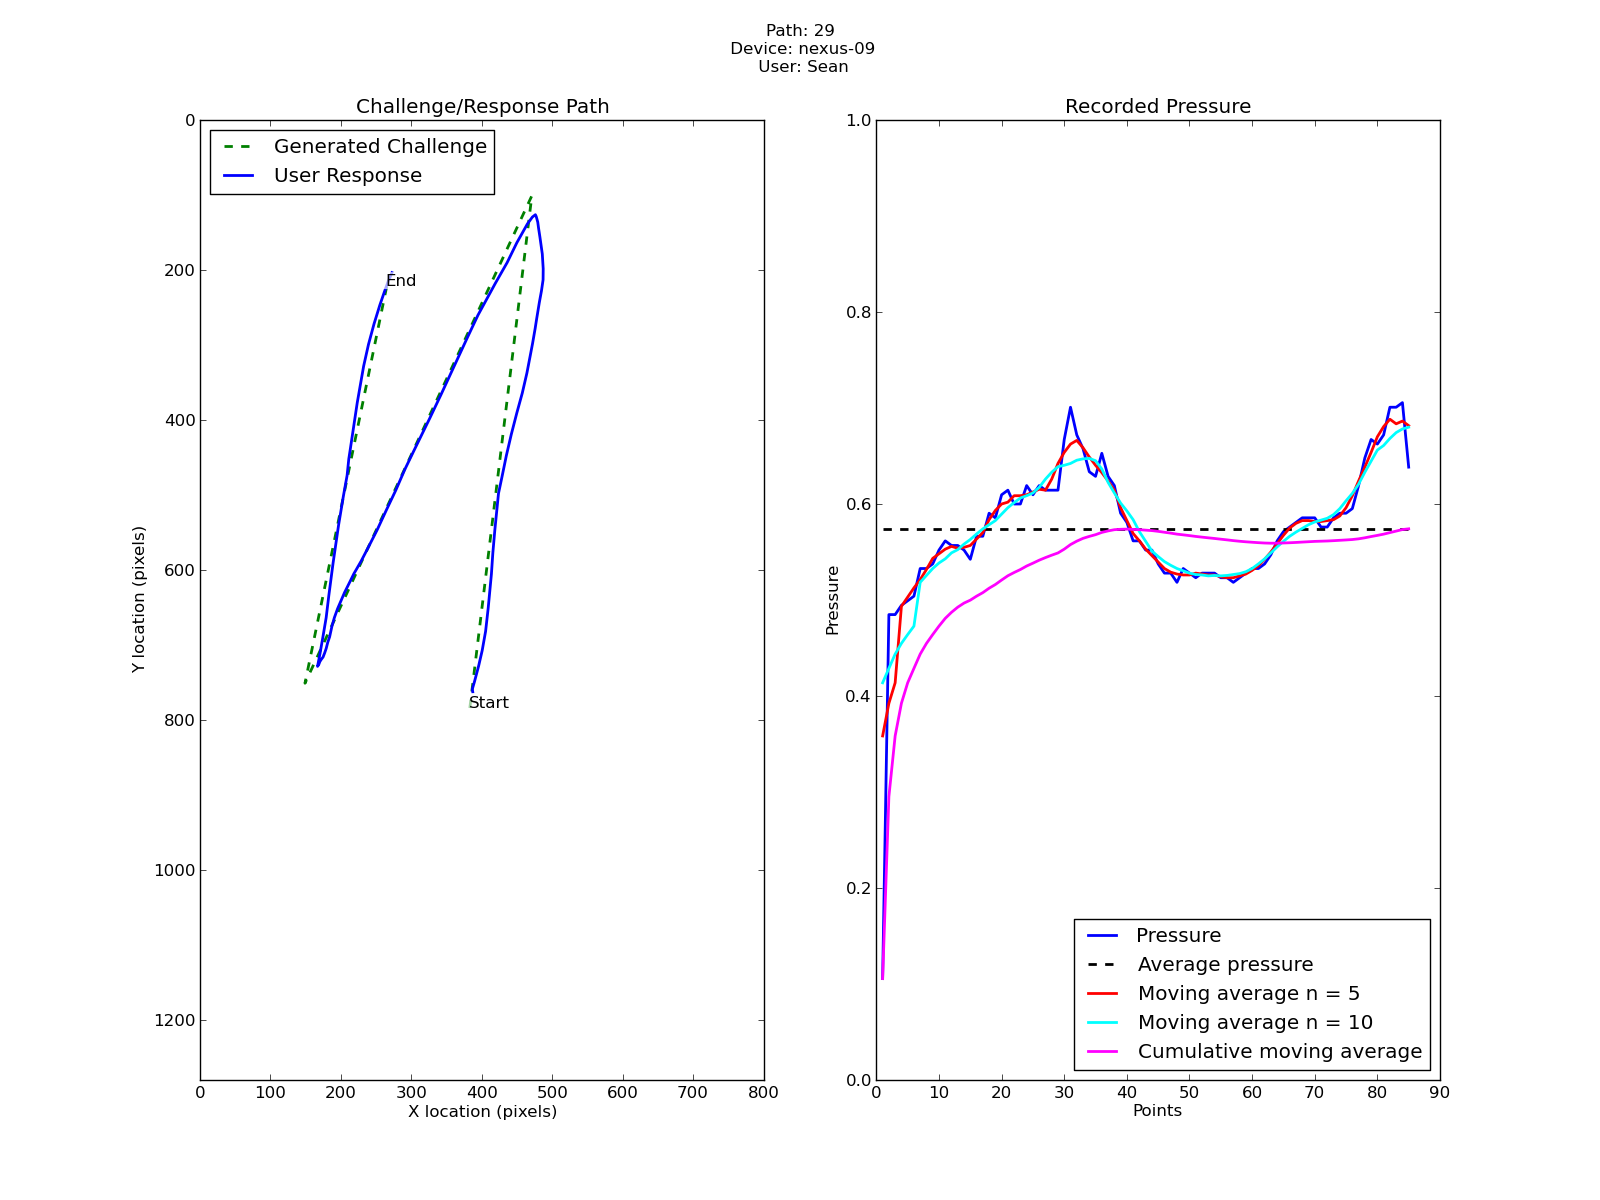 Path: 29
Device: nexus-09
User: Sean
Challenge/Response Path
Generated Challenge
User Response
End
Start
0
200
400
600
800
1000
1200
Y location (pixels)
0 100 200 300 400 500 600 700 800
X location (pixels)
Recorded Pressure
1.0
0.8
0.6
0.4
0.2
0.0
Pressure
Pressure
Average pressure
Moving average n = 5
Moving average n = 10
Cumulative moving average
0 10 20 30 40 50 60 70 80 90
Points